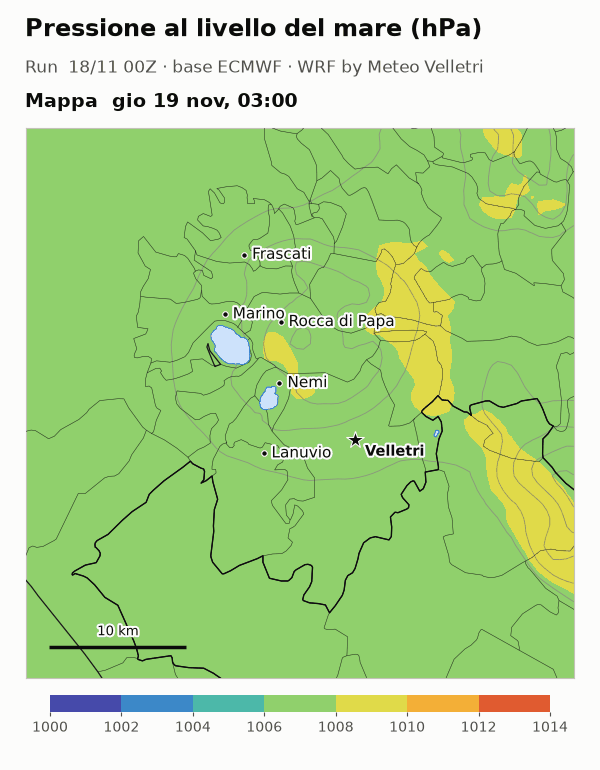 Pressione al livello del mare (hPa)
Run  18/11 00Z · base ECMWF · WRF by Meteo Velletri
Mappa  gio 19 nov, 03:00
Frascati
Marino
Rocca di Papa
Nemi
Velletri
Lanuvio
10 km
1000 1002 1004 1006 1008 1010 1012 1014